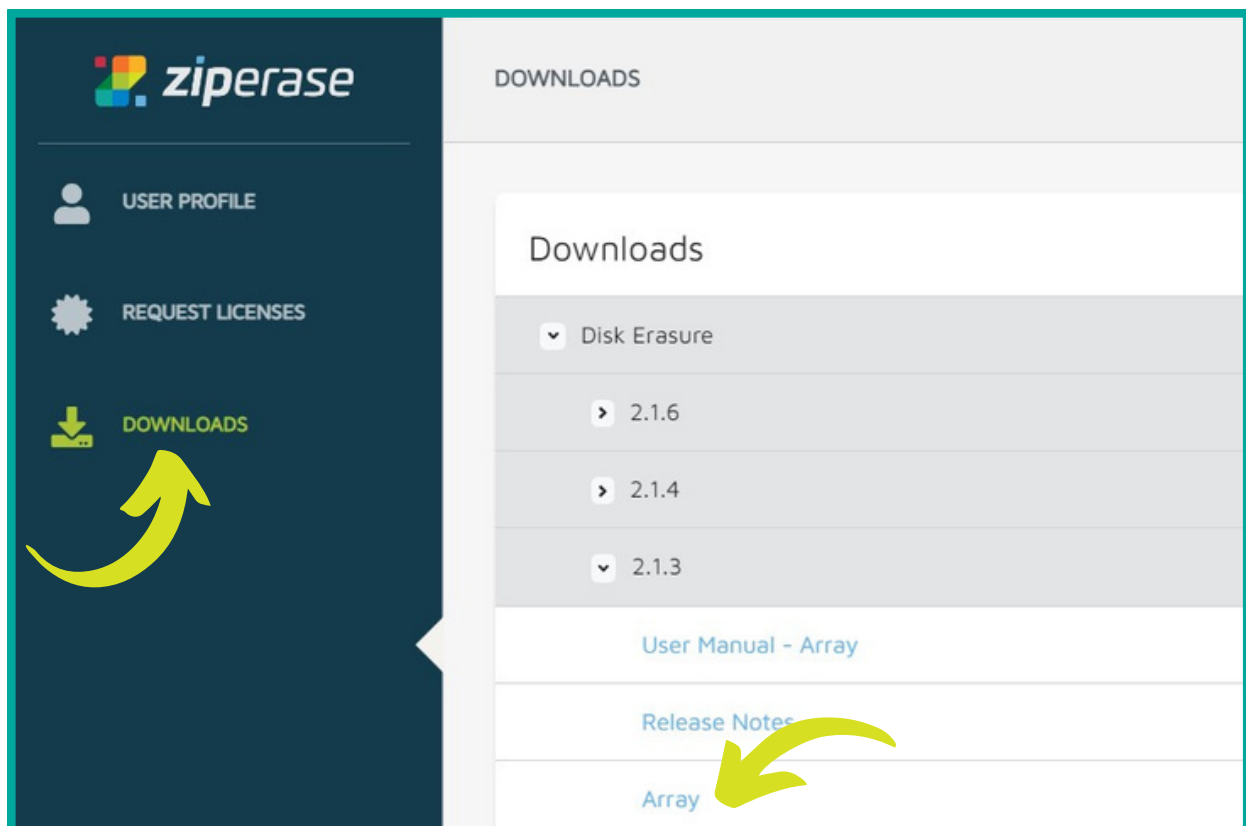 ziperase
USER PROFILE
REQUEST LICENSES
DOWNLOADS
DOWNLOADS
Downloads
Disk Erasure
2.1.6
2.1.4
2.1.3
User Manual - Array
Release Notes
Array